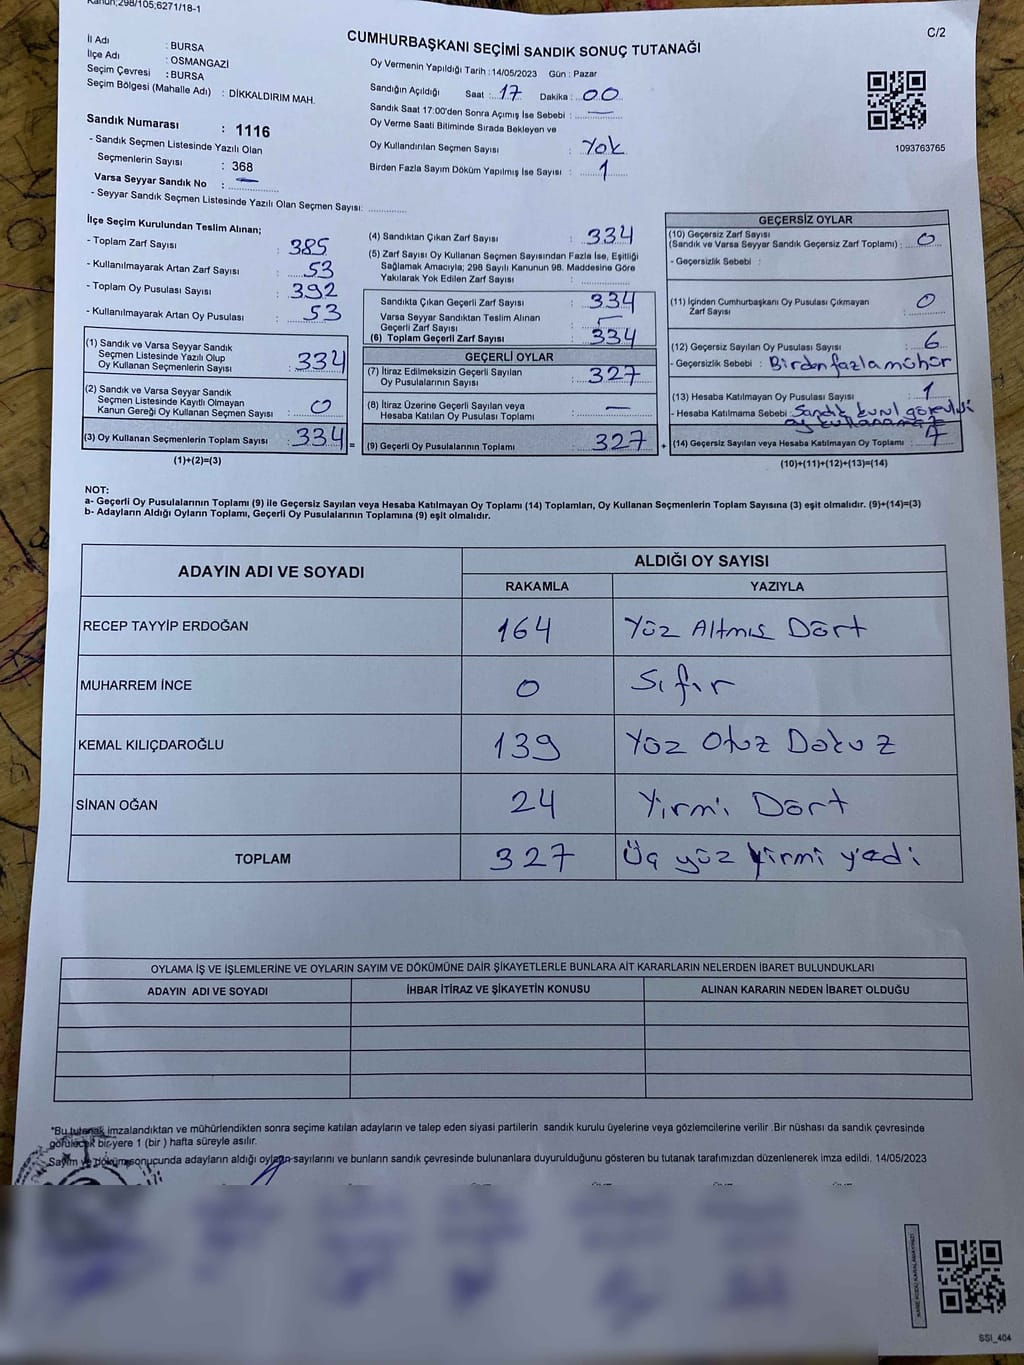 Kanun;298/105;6271/18-1
C/2
CUMHURBAŞKANI SEÇİMİ SANDIK SONUÇ TUTANAĞI
İl Adı : BURSA
İlçe Adı : OSMANGAZİ
Seçim Çevresi : BURSA
Seçim Bölgesi (Mahalle Adı) : DİKKALDIRIM MAH.
Sandık Numarası : 1116
- Sandık Seçmen Listesinde Yazılı Olan
Seçmenlerin Sayısı : 368
Varsa Seyyar Sandık No : —
- Seyyar Sandık Seçmen Listesinde Yazılı Olan Seçmen Sayısı:
Oy Vermenin Yapıldığı Tarih : 14/05/2023 Gün : Pazar
Sandığın Açıldığı Saat : 17 Dakika : 00
Sandık Saat 17:00'den Sonra Açımış İse Sebebi : —
Oy Verme Saati Bitiminde Sırada Bekleyen ve
Oy Kullandırılan Seçmen Sayısı : Yok
Birden Fazla Sayım Döküm Yapılmış İse Sayısı : 1
1093763765
İlçe Seçim Kurulundan Teslim Alınan;
- Toplam Zarf Sayısı : 385
- Kullanılmayarak Artan Zarf Sayısı : 53
- Toplam Oy Pusulası Sayısı : 392
- Kullanılmayarak Artan Oy Pusulası : 53
(1) Sandık ve Varsa Seyyar Sandık
Seçmen Listesinde Yazılı Olup
Oy Kullanan Seçmenlerin Sayısı : 334
(2) Sandık ve Varsa Seyyar Sandık
Seçmen Listesinde Kayıtlı Olmayan
Kanun Gereği Oy Kullanan Seçmen Sayısı : 0
(3) Oy Kullanan Seçmenlerin Toplam Sayısı : 334 =
(1)+(2)=(3)
(4) Sandıktan Çıkan Zarf Sayısı : 334
(5) Zarf Sayısı Oy Kullanan Seçmen Sayısından Fazla İse, Eşitliği
Sağlamak Amacıyla; 298 Sayılı Kanunun 98. Maddesine Göre
Yakılarak Yok Edilen Zarf Sayısı :
Sandıkta Çıkan Geçerli Zarf Sayısı : 334
Varsa Seyyar Sandıktan Teslim Alınan
Geçerli Zarf Sayısı :
(6) Toplam Geçerli Zarf Sayısı : 334
GEÇERLİ OYLAR
(7) İtiraz Edilmeksizin Geçerli Sayılan
Oy Pusulalarının Sayısı : 327
(8) İtiraz Üzerine Geçerli Sayılan veya
Hesaba Katılan Oy Pusulaları Toplamı : —
(9) Geçerli Oy Pusulalarının Toplamı : 327 +
GEÇERSİZ OYLAR
(10) Geçersiz Zarf Sayısı
(Sandık ve Varsa Seyyar Sandık Geçersiz Zarf Toplamı) : 0
- Geçersizlik Sebebi :
(11) İçinden Cumhurbaşkanı Oy Pusulası Çıkmayan
Zarf Sayısı : 0
(12) Geçersiz Sayılan Oy Pusulası Sayısı : 6
- Geçersizlik Sebebi : Birden fazla mühür
(13) Hesaba Katılmayan Oy Pusulası Sayısı : 1
- Hesaba Katılmama Sebebi : Sandık kurul görevlisi
oy
(14) Geçersiz Sayılan veya Hesaba Katılmayan Oy Toplamı : 7
(10)+(11)+(12)+(13)=(14)
NOT:
a- Geçerli Oy Pusulalarının Toplamı (9) ile Geçersiz Sayılan veya Hesaba Katılmayan Oy Toplamı (14) Toplamları, Oy Kullanan Seçmenlerin Toplam Sayısına (3) eşit olmalıdır. (9)+(14)=(3)
b- Adayların Aldığı Oyların Toplamı, Geçerli Oy Pusulalarının Toplamına (9) eşit olmalıdır.
ADAYIN ADI VE SOYADI
ALDIĞI OY SAYISI
RAKAMLA YAZIYLA
RECEP TAYYİP ERDOĞAN 164 Yüz Altmış Dört
MUHARREM İNCE 0 Sıfır
KEMAL KILIÇDAROĞLU 139 Yüz Otuz Dokuz
SİNAN OĞAN 24 Yirmi Dört
TOPLAM 327 Üç yüz yirmi yedi
OYLAMA İŞ VE İŞLEMLERİNE VE OYLARIN SAYIM VE DÖKÜMÜNE DAİR ŞİKAYETLERLE BUNLARA AİT KARARLARIN NELERDEN İBARET BULUNDUKLARI
ADAYIN ADI VE SOYADI İHBAR İTİRAZ VE ŞİKAYETİN KONUSU ALINAN KARARIN NEDEN İBARET OLDUĞU
*Bu tutanak imzalandıktan ve mühürlendikten sonra seçime katılan adayların ve talep eden siyasi partilerin sandık kurulu üyelerine veya gözlemcilerine verilir .Bir nüshası da sandık çevresinde
görülecek bir yere 1 (bir ) hafta süreyle asılır.
Sayım ve döküm sonucunda adayların aldığı oyların sayılarını ve bunların sandık çevresinde bulunanlara duyurulduğunu gösteren bu tutanak tarafımızdan düzenlenerek imza edildi. 14/05/2023
SSI_404